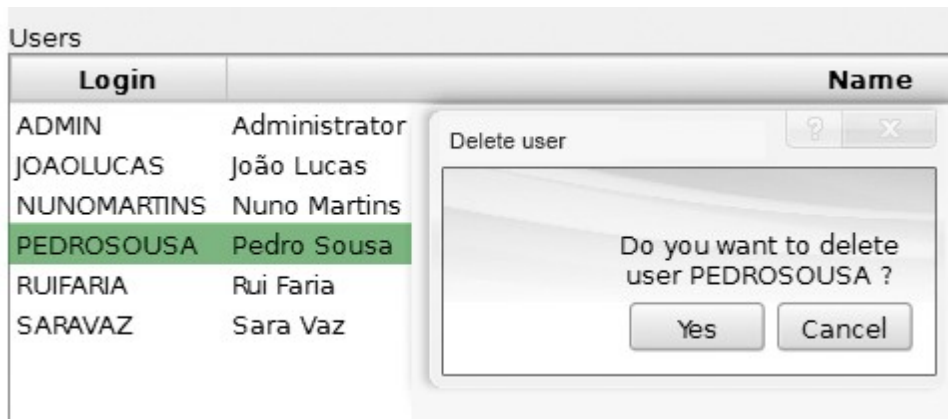 Users
Login Name
ADMIN Administrator
JOAOLUCAS João Lucas
NUNOMARTINS Nuno Martins
PEDROSOUSA Pedro Sousa
RUIFARIA Rui Faria
SARAVAZ Sara Vaz
Delete user ?
Do you want to delete
user PEDROSOUSA ?
Yes Cancel